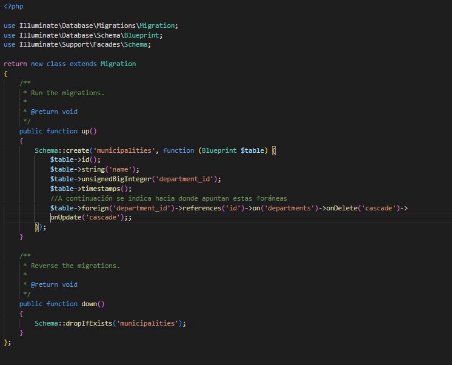 <?php
use Illuminate\Database\Migrations\Migration;
use Illuminate\Database\Schema\Blueprint;
use Illuminate\Support\Facades\Schema;
return new class extends Migration
{
/**
* Run the migrations.
*
* @return void
*/
public function up()
{
Schema::create('municipalities', function (Blueprint $table) {
$table->id();
$table->string('name');
$table->unsignedBigInteger('department_id');
$table->timestamps();
//A continuación se indica hacia donde apuntan estas foráneas
$table->foreign('department_id')->references('id')->on('departments')->onDelete('cascade')->
onUpdate('cascade');;
});
}
/**
* Reverse the migrations.
*
* @return void
*/
public function down()
{
Schema::dropIfExists('municipalities');
}
};